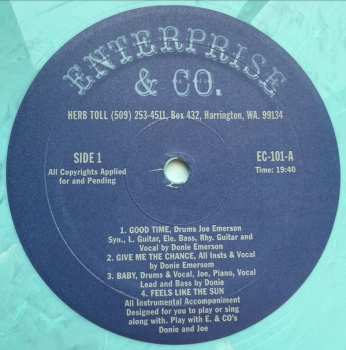 ENTERPRISE
& CO.
HERB TOLL (509) 253-4511, Box 432, Harrington, WA. 99134
SIDE 1
EC-101-A
All Copyrights Applied
for and Pending
Time: 19:40
1. GOOD TIME, Drums Joe Emerson
Syn., L. Guitar, Ele. Bass, Rhy. Guitar and
Vocal by Donie Emerson
2. GIVE ME THE CHANCE, All Insts & Vocal
by Donie Emersom
3. BABY, Drums & Vocal, Joe, Piano, Vocal
Lead and Bass by Donie
4. FEELS LIKE THE SUN
All Instrumental Accompaniment
Designed for you to play or sing
along with. Play with E. & CO's
Donie and Joe